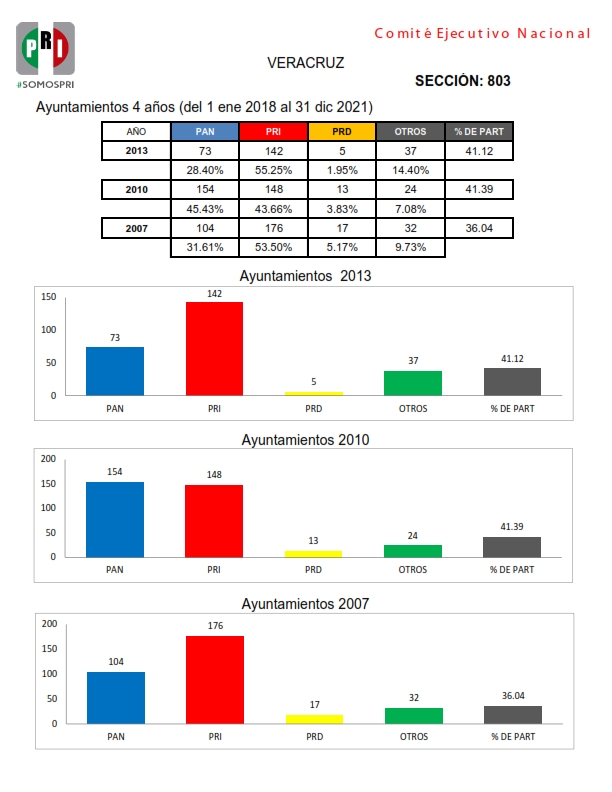 PRI
#SOMOSPRI
Comité Ejecutivo Nacional
VERACRUZ
SECCIÓN: 803
Ayuntamientos 4 años (del 1 ene 2018 al 31 dic 2021)
AÑO PAN PRI PRD OTROS % DE PART
2013 73 142 5 37 41.12
28.40% 55.25% 1.95% 14.40%
2010 154 148 13 24 41.39
45.43% 43.66% 3.83% 7.08%
2007 104 176 17 32 36.04
31.61% 53.50% 5.17% 9.73%
Ayuntamientos 2013
150
100
50
0
73 142 5 37 41.12
PAN PRI PRD OTROS % DE PART
Ayuntamientos 2010
200
150
100
50
0
154 148 13 24 41.39
PAN PRI PRD OTROS % DE PART
Ayuntamientos 2007
200
150
100
50
0
104 176 17 32 36.04
PAN PRI PRD OTROS % DE PART